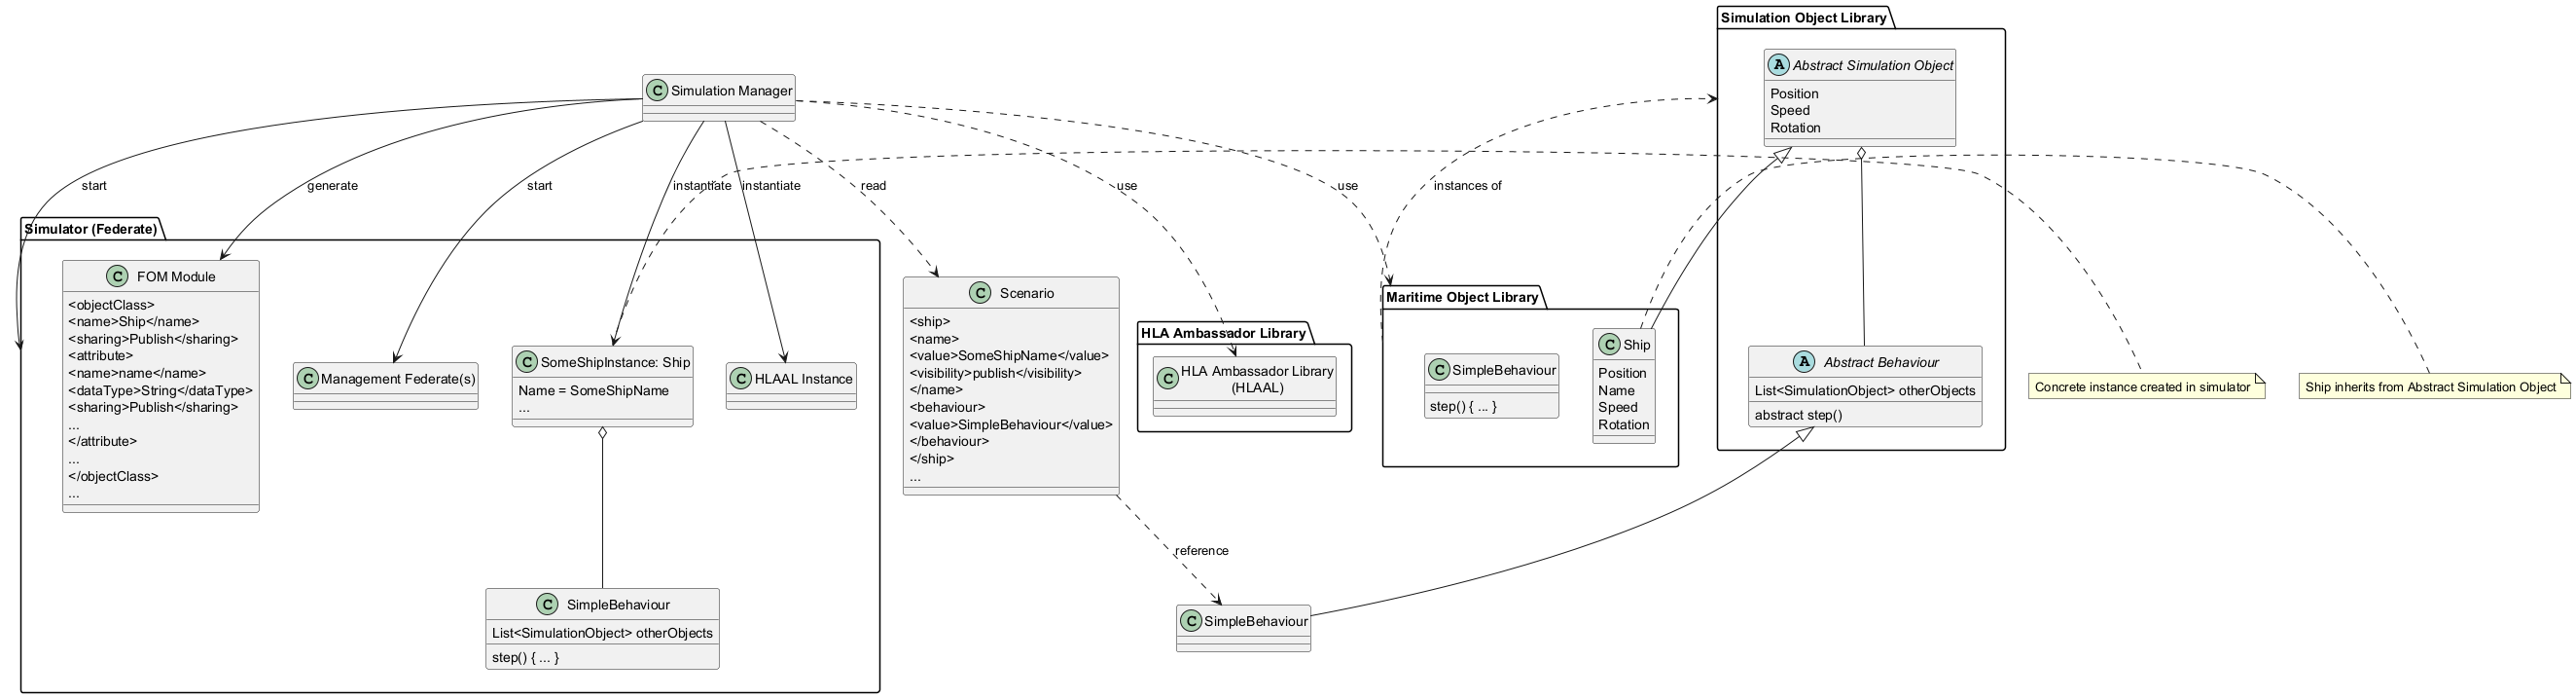 Simulation Object Library
A Abstract Simulation Object
Position
Speed
Rotation
C Simulation Manager
start
generate
start
instantiate
instantiate
read
use
use
instances of
Simulator (Federate)
C FOM Module
<objectClass>
<name>Ship</name>
<sharing>Publish</sharing>
<attribute>
<name>name</name>
<dataType>String</dataType>
<sharing>Publish</sharing>
...
</attribute>
...
</objectClass>
...
C Management Federate(s)
C SomeShipInstance: Ship
Name = SomeShipName
...
C HLAAL Instance
C SimpleBehaviour
List<SimulationObject> otherObjects
step() { ... }
C Scenario
<ship>
<name>
<value>SomeShipName</value>
<visibility>publish</visibility>
</name>
<behaviour>
<value>SimpleBehaviour</value>
</behaviour>
</ship>
...
HLA Ambassador Library
C HLA Ambassador Library
(HLAAL)
Maritime Object Library
C SimpleBehaviour
step() { ... }
C Ship
Position
Name
Speed
Rotation
A Abstract Behaviour
List<SimulationObject> otherObjects
abstract step()
Concrete instance created in simulator
Ship inherits from Abstract Simulation Object
reference
C SimpleBehaviour